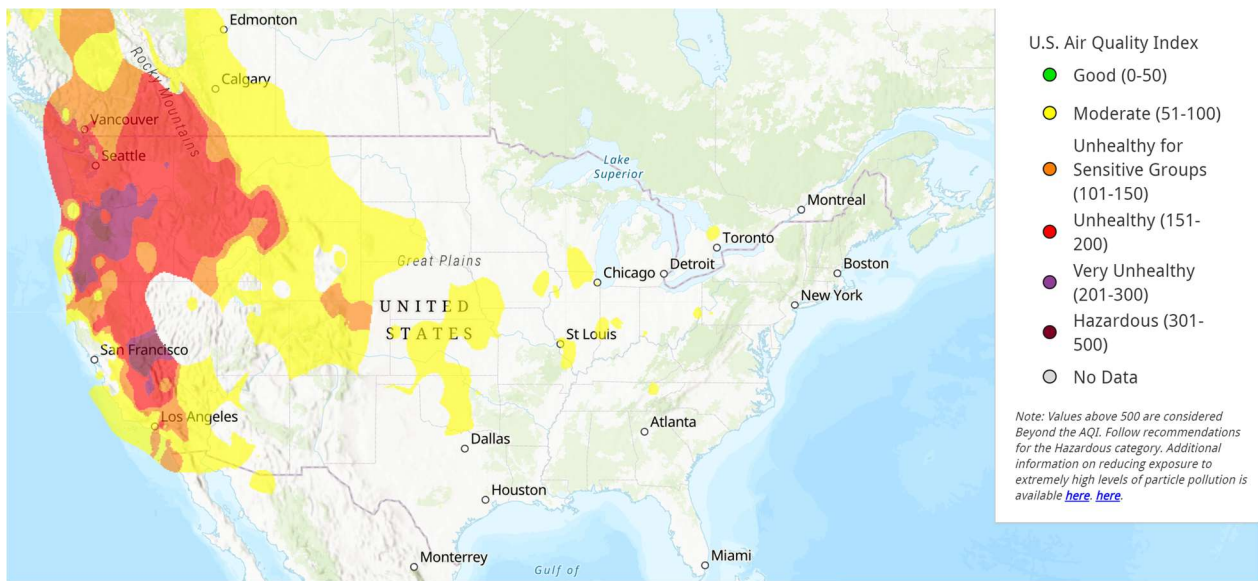 Edmonton
Rocky Mountains
Calgary
Vancouver
Seattle
Lake
Superior
Montreal
Toronto
Great Plains
Chicago
Detroit
Boston
New York
UNITED
STATES
St Louis
San Francisco
Los Angeles
Atlanta
Dallas
Houston
Monterrey
Gulf of
Miami
U.S. Air Quality Index
Good (0-50)
Moderate (51-100)
Unhealthy for
Sensitive Groups
(101-150)
Unhealthy (151-
200)
Very Unhealthy
(201-300)
Hazardous (301-
500)
No Data
Note: Values above 500 are considered
Beyond the AQI. Follow recommendations
for the Hazardous category. Additional
information on reducing exposure to
extremely high levels of particle pollution is
available here. here.